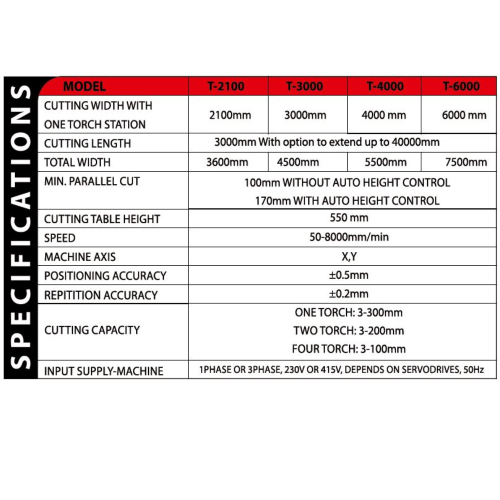 SPECIFICATIONS
MODEL T-2100 T-3000 T-4000 T-6000
CUTTING WIDTH WITH
ONE TORCH STATION 2100mm 3000mm 4000 mm 6000 mm
CUTTING LENGTH 3000mm With option to extend up to 40000mm
TOTAL WIDTH 3600mm 4500mm 5500mm 7500mm
MIN. PARALLEL CUT 100mm WITHOUT AUTO HEIGHT CONTROL
170mm WITH AUTO HEIGHT CONTROL
CUTTING TABLE HEIGHT 550 mm
SPEED 50-8000mm/min
MACHINE AXIS X,Y
POSITIONING ACCURACY ±0.5mm
REPITITION ACCURACY ±0.2mm
CUTTING CAPACITY ONE TORCH: 3-300mm
TWO TORCH: 3-200mm
FOUR TORCH: 3-100mm
INPUT SUPPLY-MACHINE 1PHASE OR 3PHASE, 230V OR 415V, DEPENDS ON SERVODRIVES, 50Hz